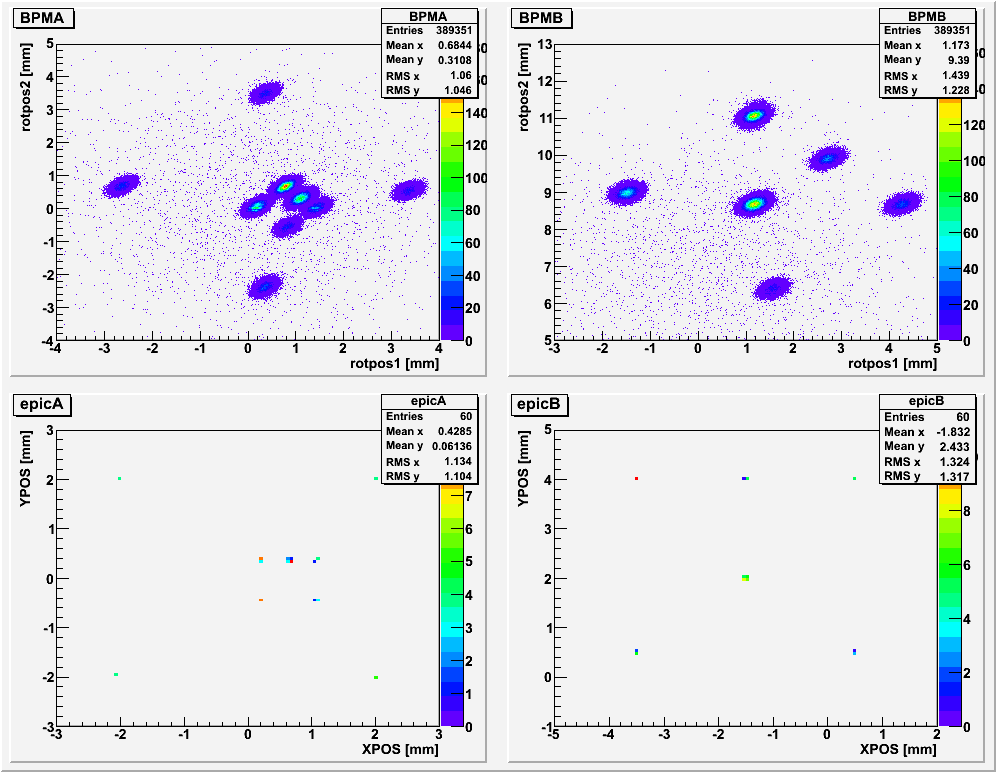 BPMA
BPMA
Entries 389351
Mean x 0.6844
Mean y 0.3108
RMS x 1.06
RMS y 1.046
rotpos2 [mm]
5
4
3
2
1
0
-1
-2
-3
-4
-4 -3 -2 -1 0 1 2 3 4
rotpos1 [mm]
140
120
100
80
60
40
20
0
BPMB
BPMB
Entries 389351
Mean x 1.173
Mean y 9.39
RMS x 1.439
RMS y 1.228
rotpos2 [mm]
13
12
11
10
9
8
7
6
5
-3 -2 -1 0 1 2 3 4 5
rotpos1 [mm]
120
100
80
60
40
20
0
epicA
epicA
Entries 60
Mean x 0.4285
Mean y 0.06136
RMS x 1.134
RMS y 1.104
YPOS [mm]
3
2
1
0
-1
-2
-3
-3 -2 -1 0 1 2 3
XPOS [mm]
7
6
5
4
3
2
1
0
epicB
epicB
Entries 60
Mean x -1.832
Mean y 2.433
RMS x 1.324
RMS y 1.317
YPOS [mm]
5
4
3
2
1
0
-1
-5 -4 -3 -2 -1 0 1 2
XPOS [mm]
8
6
4
2
0